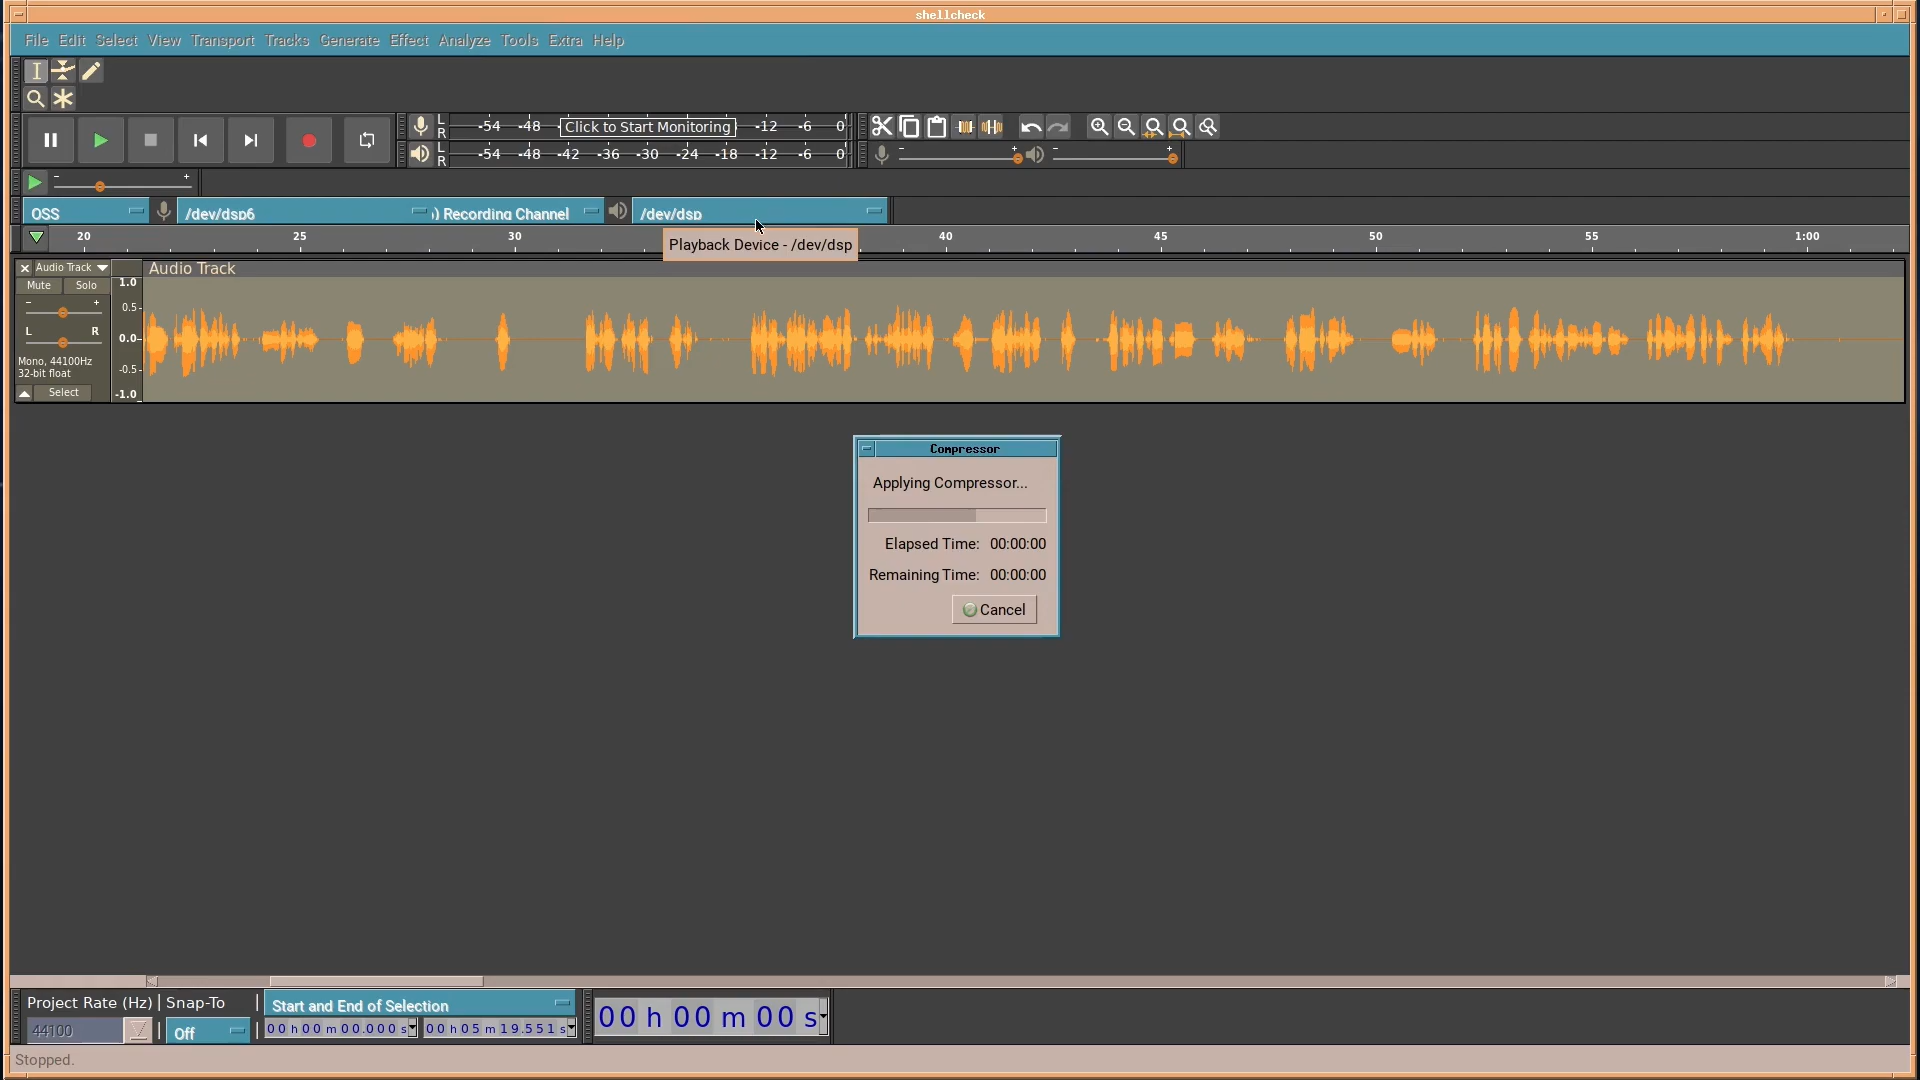 shellcheck
File Edit Select View Transport Tracks Generate Effect Analyze Tools Extra Help
L
R
-54 -48 Click to Start Monitoring -12 -6 0
L
R
-54 -48 -42 -36 -30 -24 -18 -12 -6 0
- +
- +
- +
OSS
/dev/dsp6
) Recording Channel
/dev/dsp
20 25 30 40 45 50 55 1:00
Playback Device - /dev/dsp
Audio Track
Audio Track
Mute Solo
- +
L R
Mono, 44100Hz
32-bit float
Select
1.0
0.5-
0.0-
-0.5-
-1.0
Compressor
Applying Compressor...
Elapsed Time: 00:00:00
Remaining Time: 00:00:00
Cancel
Project Rate (Hz) Snap-To
Start and End of Selection
44100
Off
00 h 00 m 00.000 s
00 h 05 m 19.551 s
00 h 00 m 00 s
Stopped.